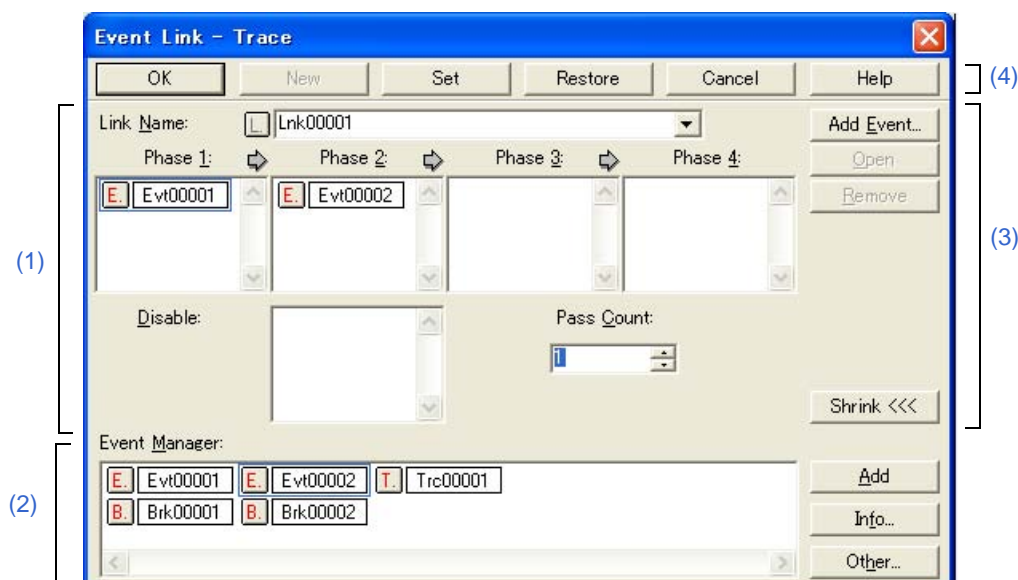 Event Link - Trace
OK New Set Restore Cancel Help
(4)
Link Name: L. Lnk00001 Add Event...
Phase 1: Phase 2: Phase 3: Phase 4: Open
E. Evt00001 E. Evt00002 Remove
(1)
(3)
Disable: Pass Count:
1
Shrink <<<
Event Manager:
E. Evt00001 E. Evt00002 T. Trc00001 Add
(2)
B. Brk00001 B. Brk00002 Info...
Other...